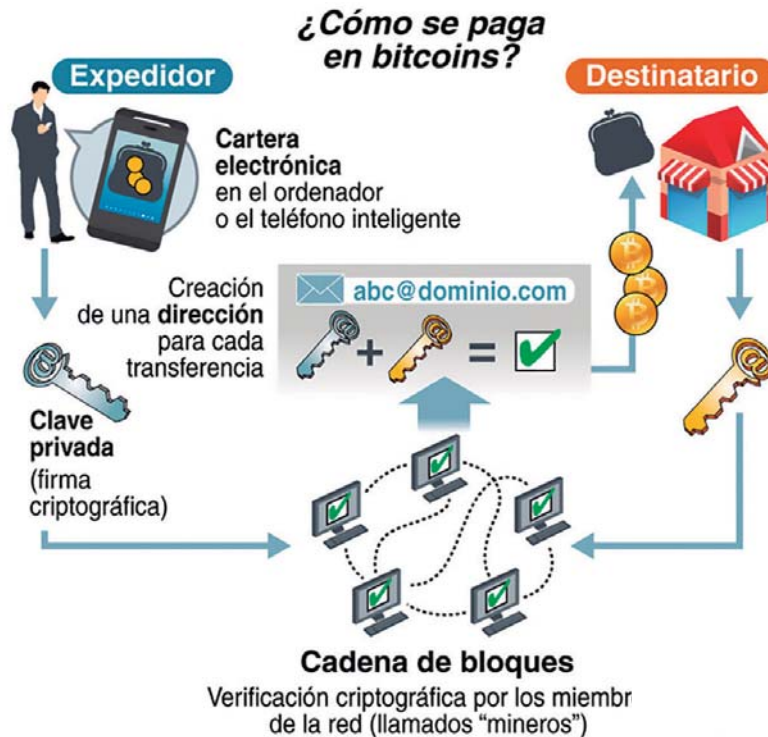 ¿Cómo se paga
en bitcoins?
Expedidor
Destinatario
Cartera
electrónica
en el ordenador
o el teléfono inteligente
Creación
de una dirección
para cada
transferencia
abc@dominio.com
Clave
privada
(firma
criptográfica)
Cadena de bloques
Verificación criptográfica por los miembr
de la red (llamados “mineros”)